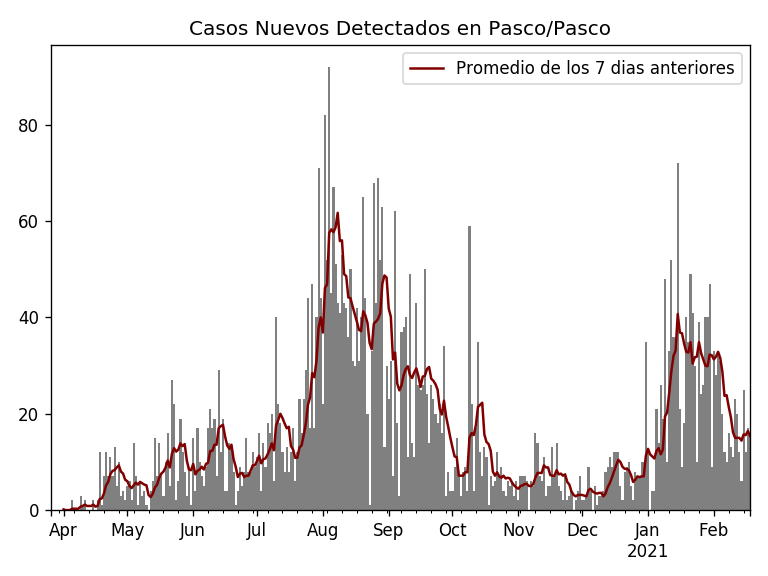 Casos Nuevos Detectados en Pasco/Pasco
Promedio de los 7 dias anteriores
80
60
40
20
0
Apr May Jun Jul Aug Sep Oct Nov Dec Jan Feb
2021